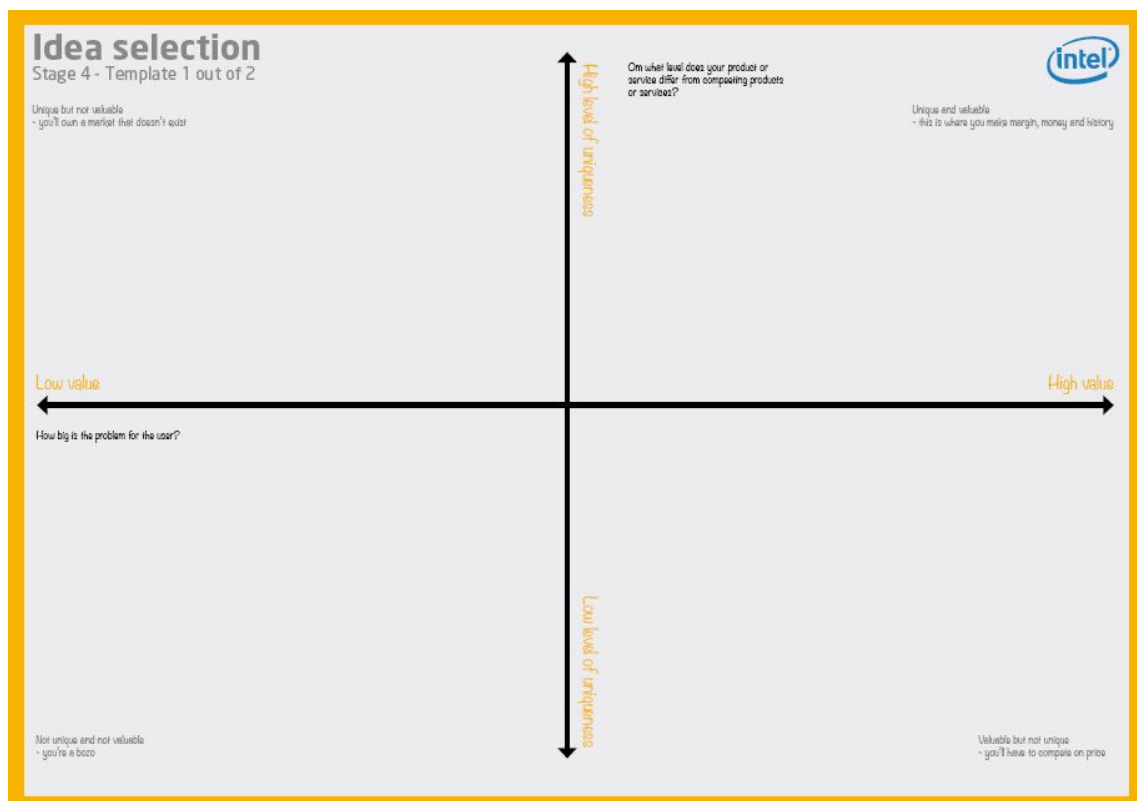 Idea selection
Stage 4 - Template 1 out of 2
Unique but not valuable
- you'll own a market that doesn't exist
High level of uniqueness
Om what level does your product or
service differ from compeeting products
or services?
intel
Unique and valuable
- this is where you make margin, money and history
Low value
High value
How big is the problem for the user?
Low level of uniqueness
Not unique and not valuable
- you're a bozo
Valuable but not unique
- you'll have to compete on price